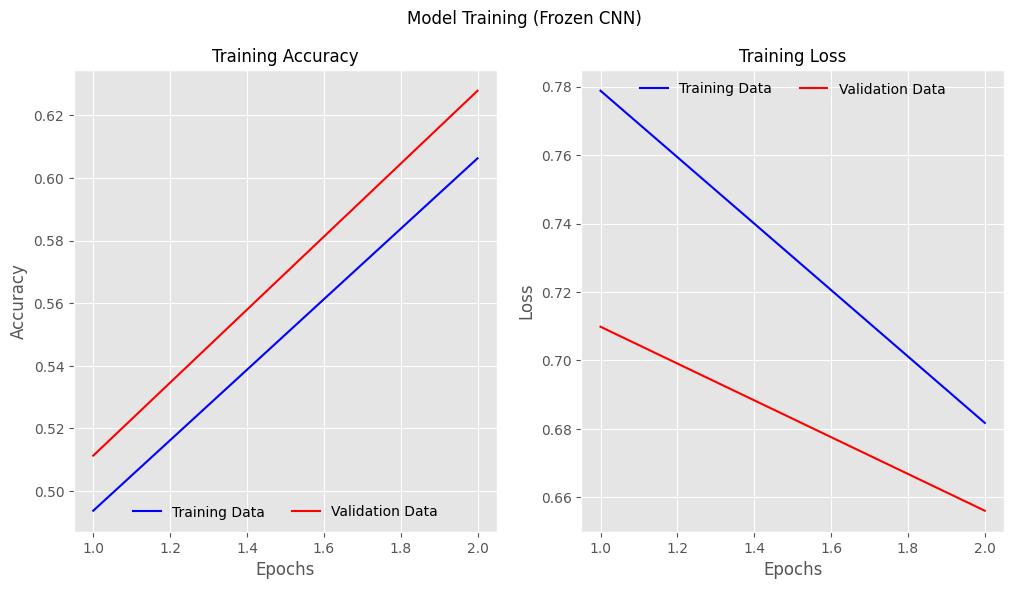 Model Training (Frozen CNN)
Training Accuracy
Accuracy
0.62
0.60
0.58
0.56
0.54
0.52
0.50
Training Data Validation Data
1.0 1.2 1.4 1.6 1.8 2.0
Epochs
Training Loss
Loss
0.78
0.76
0.74
0.72
0.70
0.68
0.66
Training Data Validation Data
1.0 1.2 1.4 1.6 1.8 2.0
Epochs